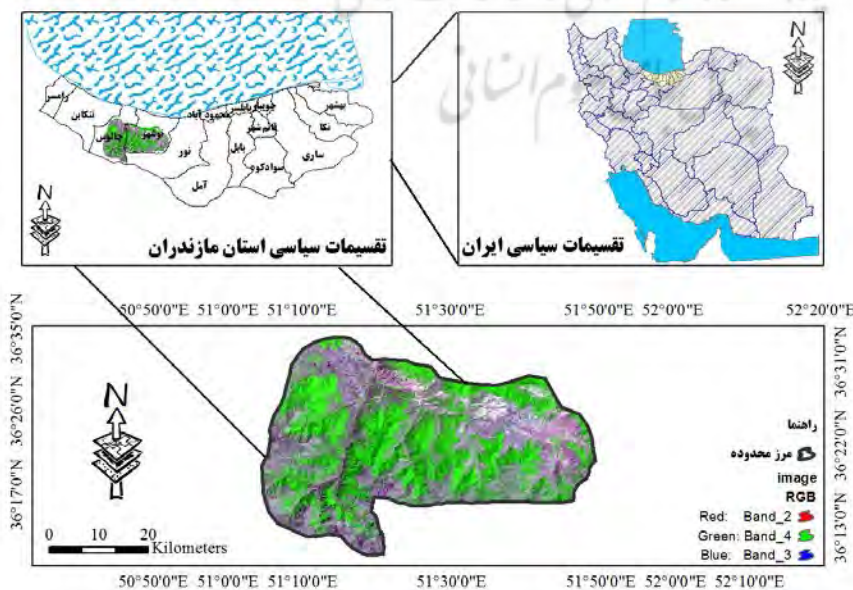 علوم انسانی
N
N
رامسر
تنکابن
چالوس
نوشهر
نور
محمود آباد
آمل
بابل
بابلسر
جویبار
قائم شهر
سوادکوه
ساری
نکا
بهشهر
تقسیمات سیاسی استان مازندران
تقسیمات سیاسی ایران
N
50°50'0"E 51°0'0"E 51°10'0"E 51°30'0"E 51°50'0"E 52°0'0"E 52°20'0"E
36°35'0"N
36°26'0"N
36°17'0"N
36°31'0"N
36°22'0"N
36°13'0"N
N
راهنما
مرز محدوده
image
RGB
Red: Band_2
Green: Band_4
Blue: Band_3
0 10 20
Kilometers
50°50'0"E 51°0'0"E 51°10'0"E 51°30'0"E 51°50'0"E 52°0'0"E 52°10'0"E